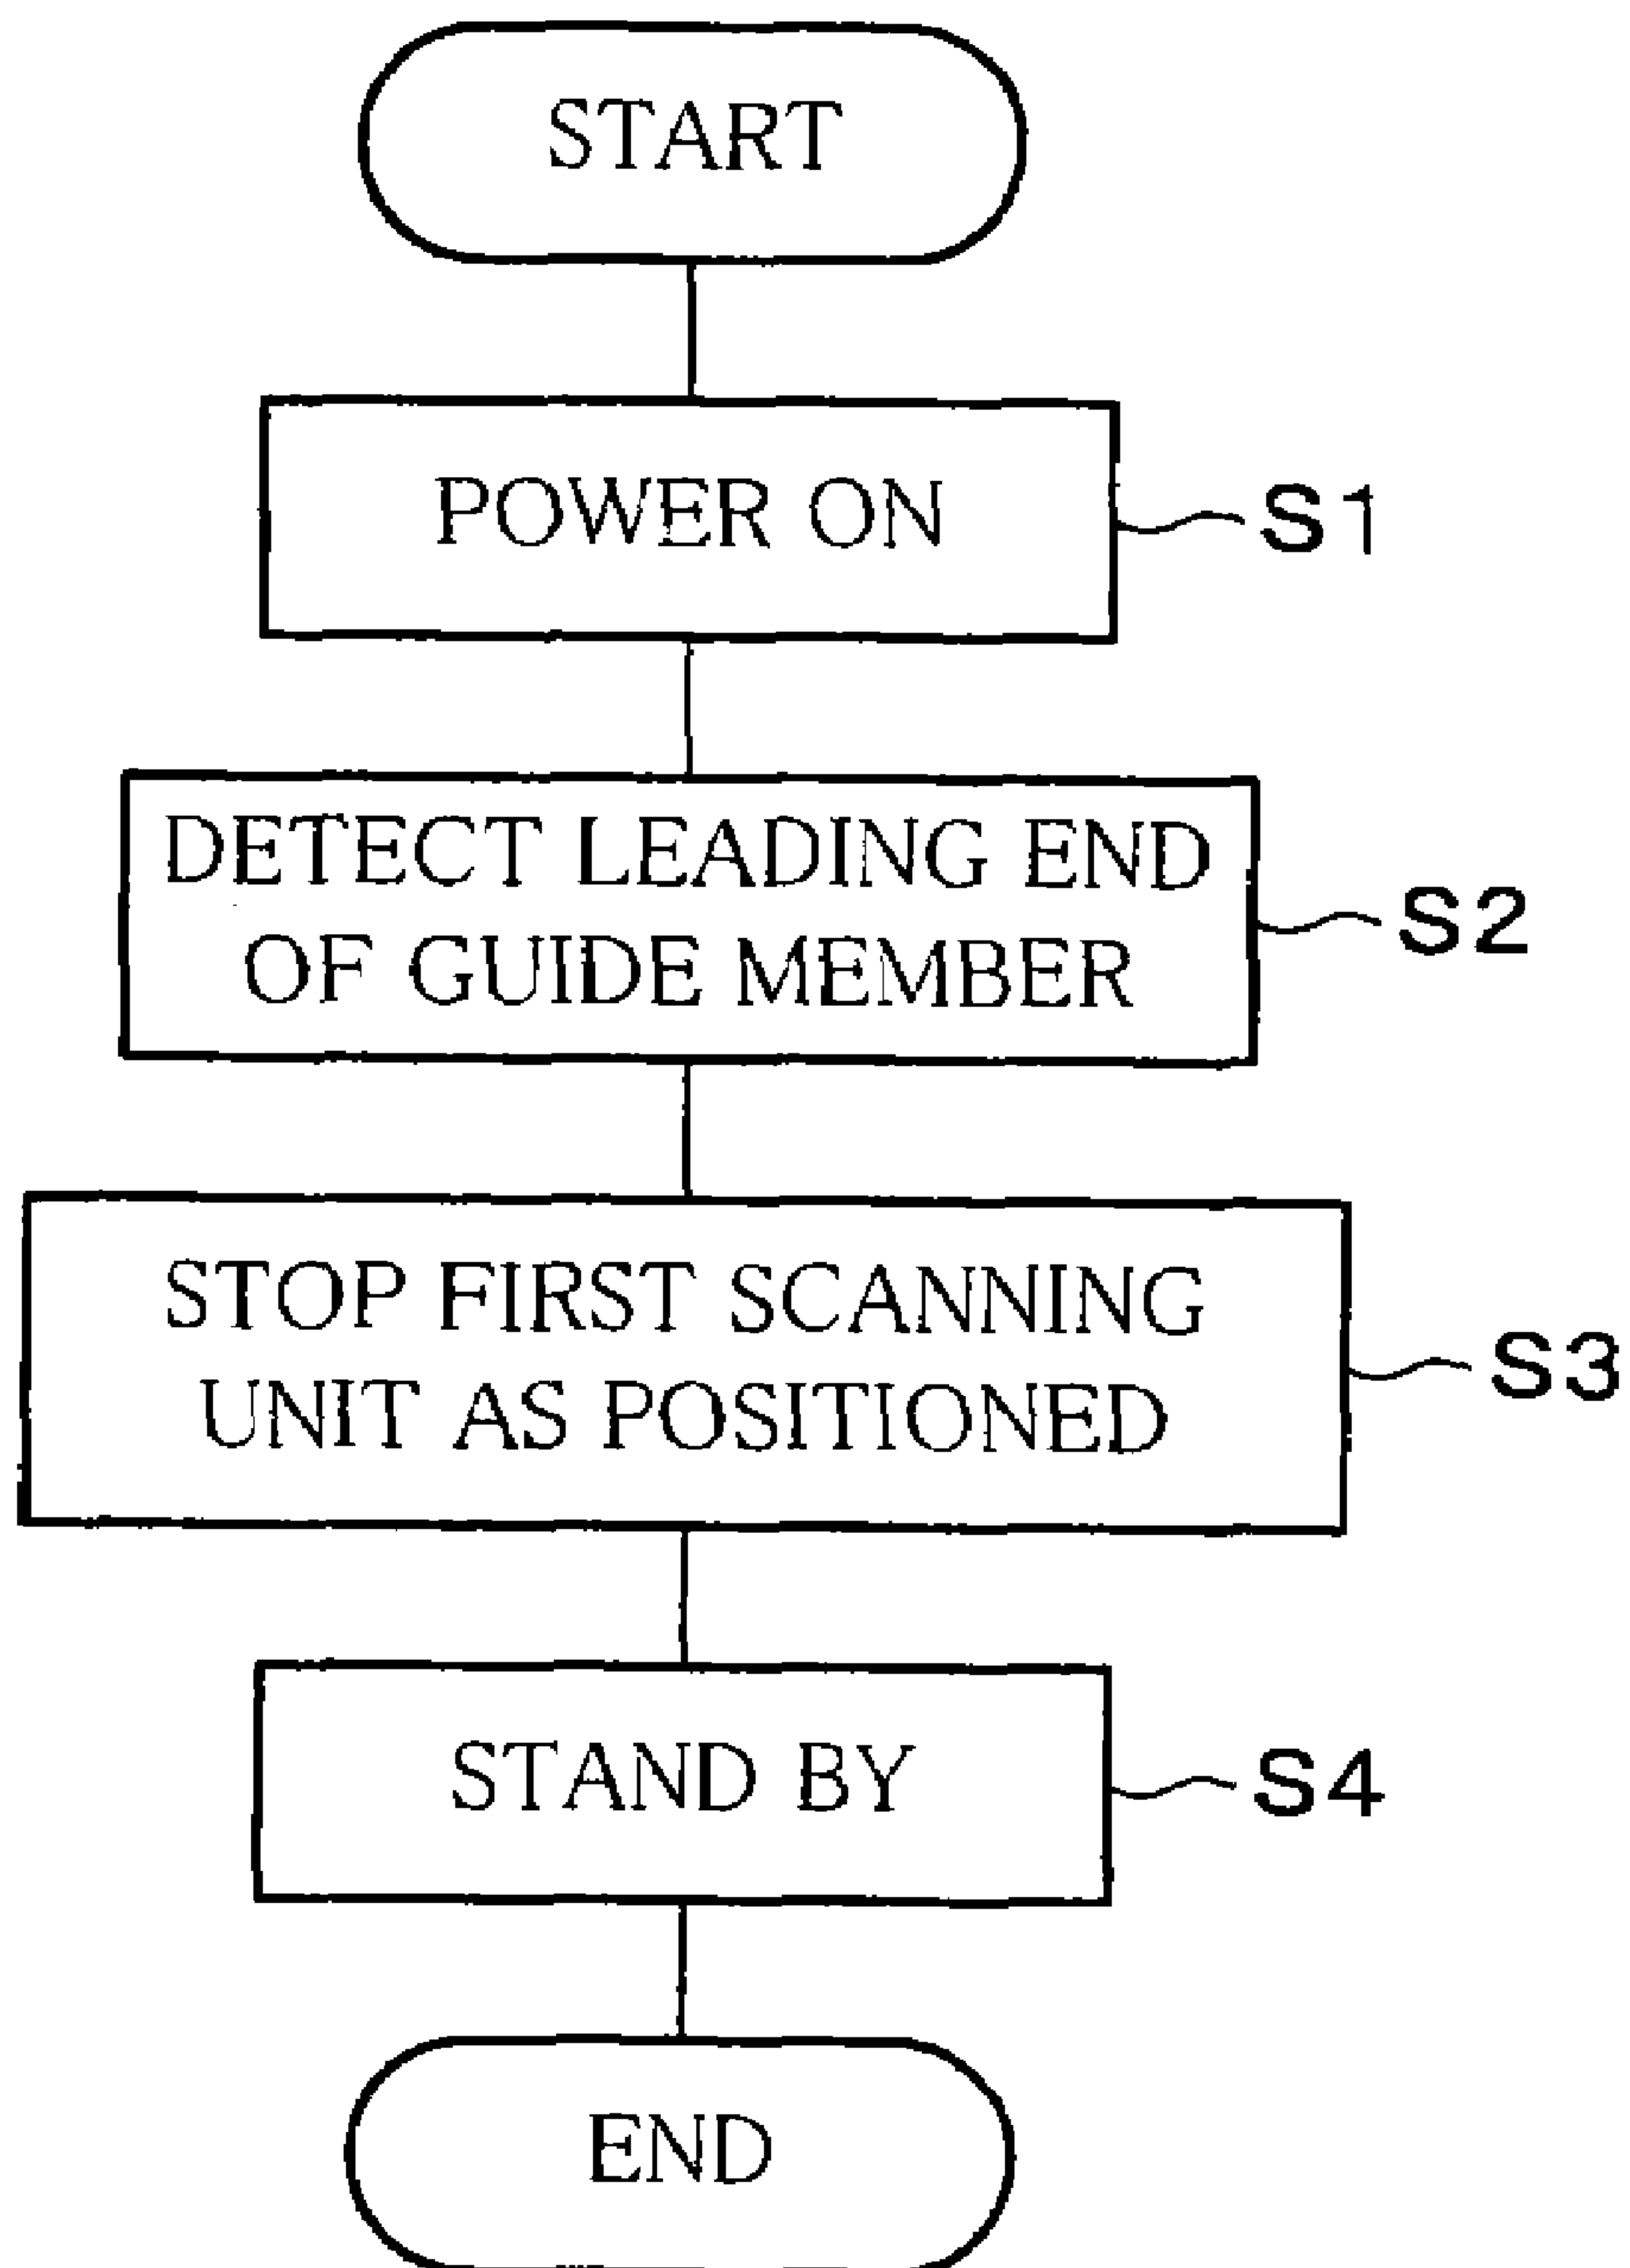 START
POWER ON
S1
DETECT LEADING END
OF GUIDE MEMBER
S2
STOP FIRST SCANNING
UNIT AS POSITIONED
S3
STAND BY
S4
END